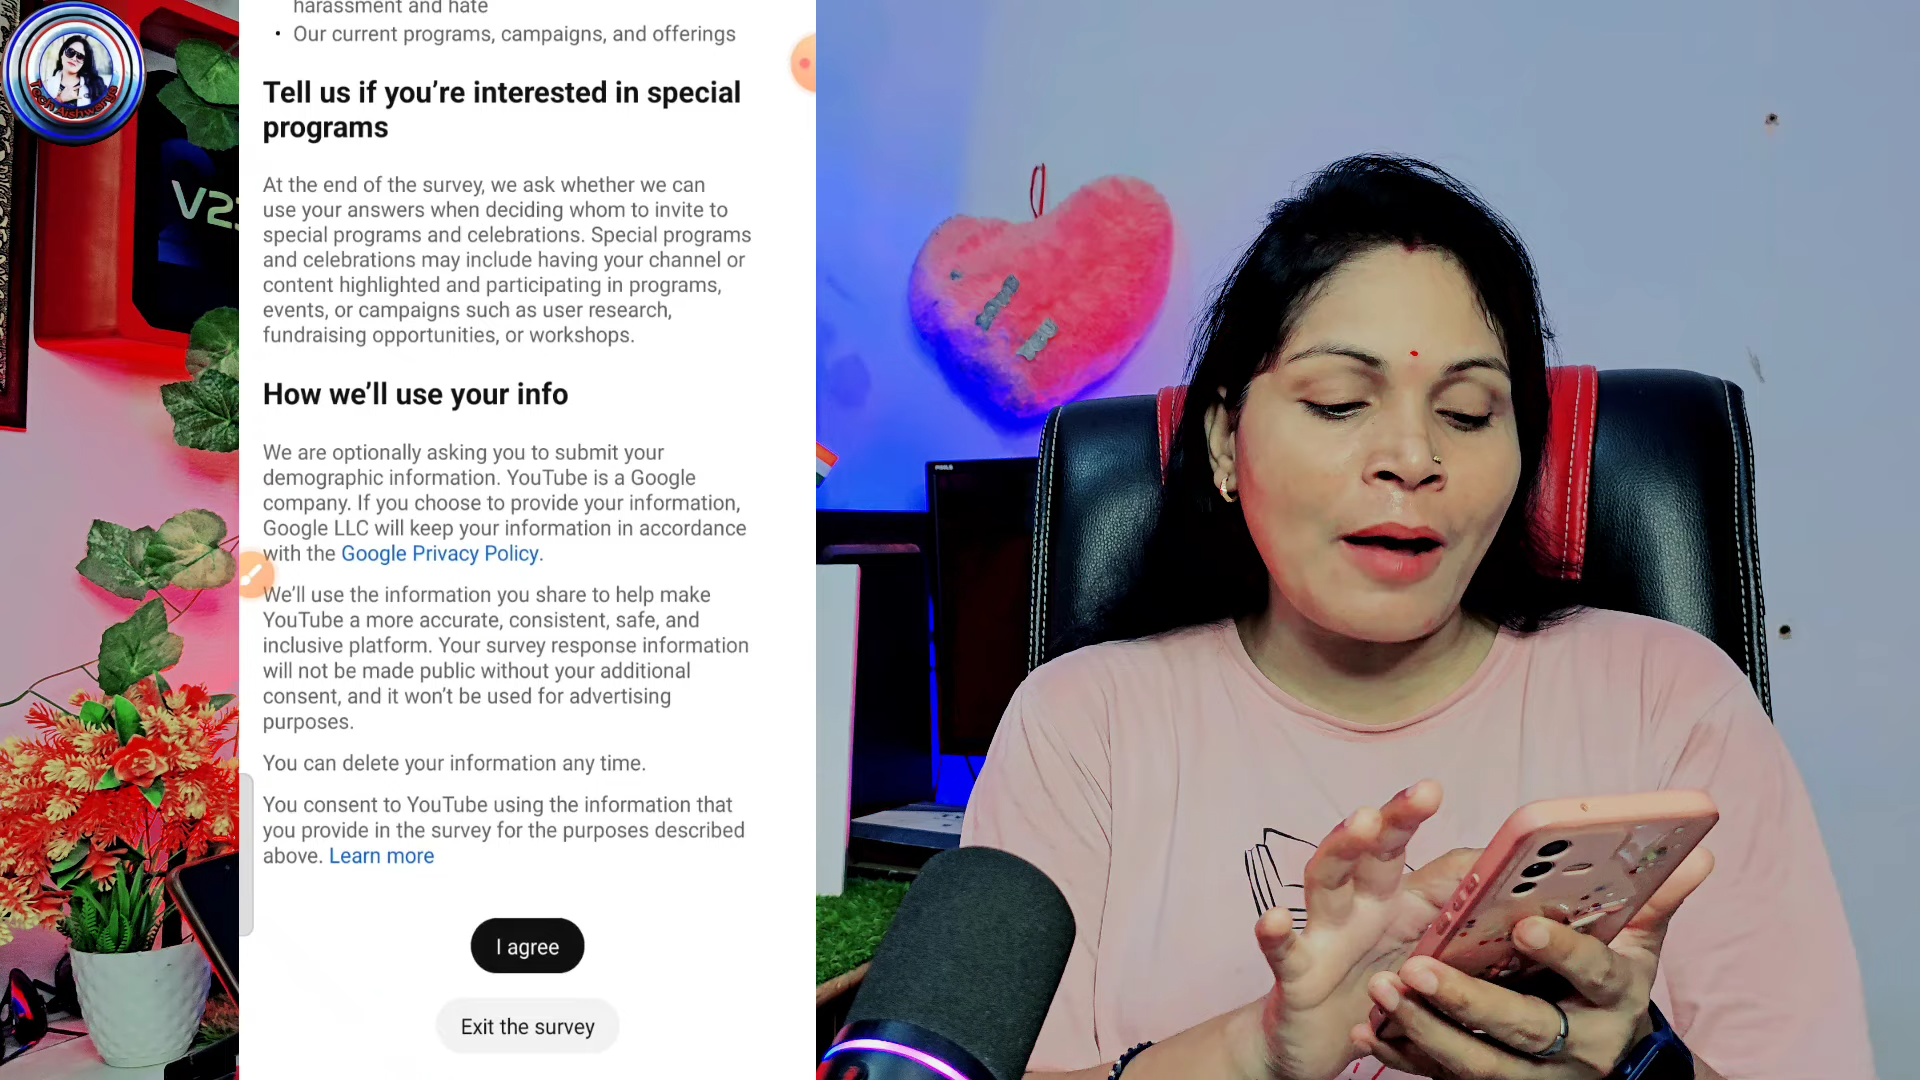 harassment and hate
• Our current programs, campaigns, and offerings
Tell us if you’re interested in special
programs
At the end of the survey, we ask whether we can
use your answers when deciding whom to invite to
special programs and celebrations. Special programs
and celebrations may include having your channel or
content highlighted and participating in programs,
events, or campaigns such as user research,
fundraising opportunities, or workshops.
How we’ll use your info
We are optionally asking you to submit your
demographic information. YouTube is a Google
company. If you choose to provide your information,
Google LLC will keep your information in accordance
with the Google Privacy Policy.
We’ll use the information you share to help make
YouTube a more accurate, consistent, safe, and
inclusive platform. Your survey response information
will not be made public without your additional
consent, and it won’t be used for advertising
purposes.
You can delete your information any time.
You consent to YouTube using the information that
you provide in the survey for the purposes described
above. Learn more
I agree
Exit the survey
Tech Aishwarya